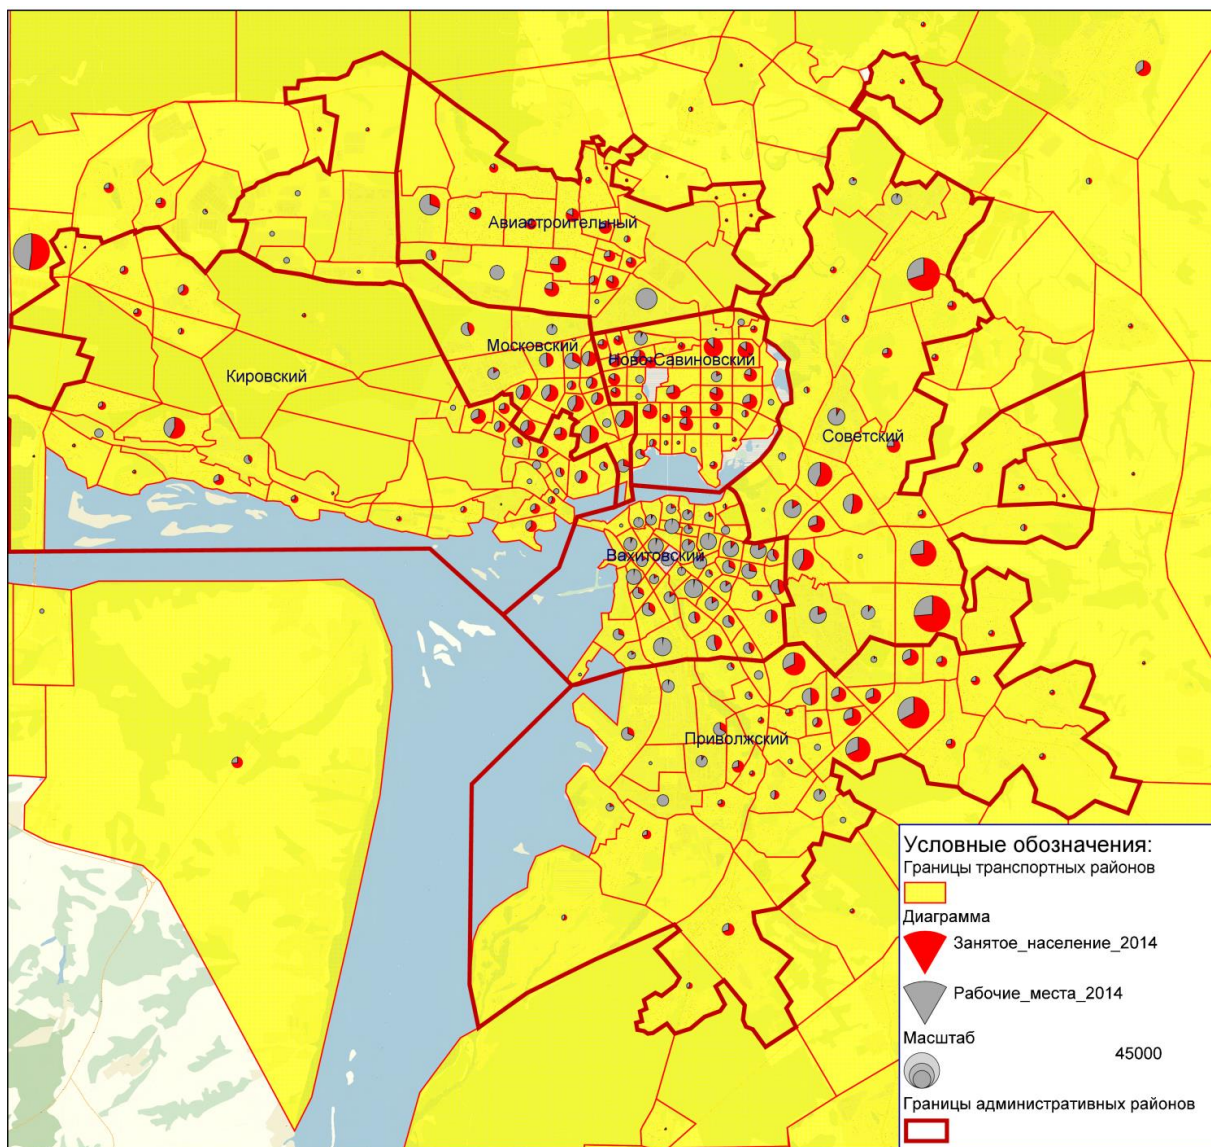 Авиастроительный
Московский
Ново-Савиновский
Кировский
Советский
Вахитовский
Приволжский
Условные обозначения:
Границы транспортных районов
Диаграмма
Занятое_население_2014
Рабочие_места_2014
Масштаб
45000
Границы административных районов